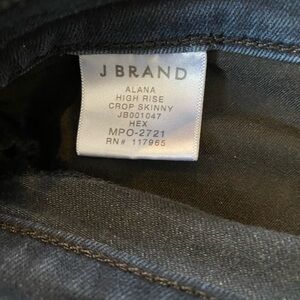 J BRAND
ALANA
HIGH RISE
CROP SKINNY
JB001047
HEX
MPO-2721
RN# 117965